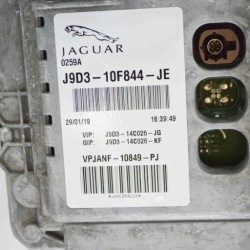 JAGUAR
0259A
J9D3-10F844-JE
29/01/19 16:39:49
VIP: J9D3-14C026-JG
GIP: J9D3-14C026-KF
VPJANF-10849-PJ